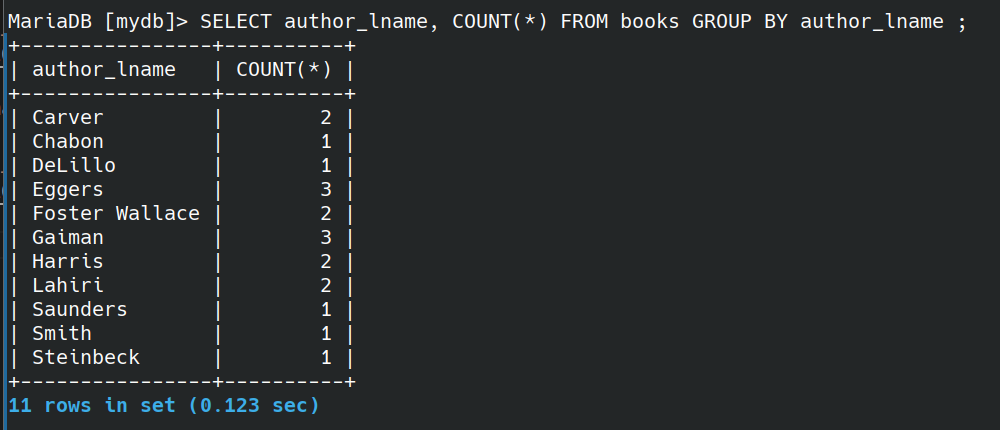 MariaDB [mydb]> SELECT author_lname, COUNT(*) FROM books GROUP BY author_lname ;
+----------------+----------+
| author_lname   | COUNT(*) |
+----------------+----------+
| Carver         |        2 |
| Chabon         |        1 |
| DeLillo        |        1 |
| Eggers         |        3 |
| Foster Wallace |        2 |
| Gaiman         |        3 |
| Harris         |        2 |
| Lahiri         |        2 |
| Saunders       |        1 |
| Smith          |        1 |
| Steinbeck      |        1 |
+----------------+----------+
11 rows in set (0.123 sec)